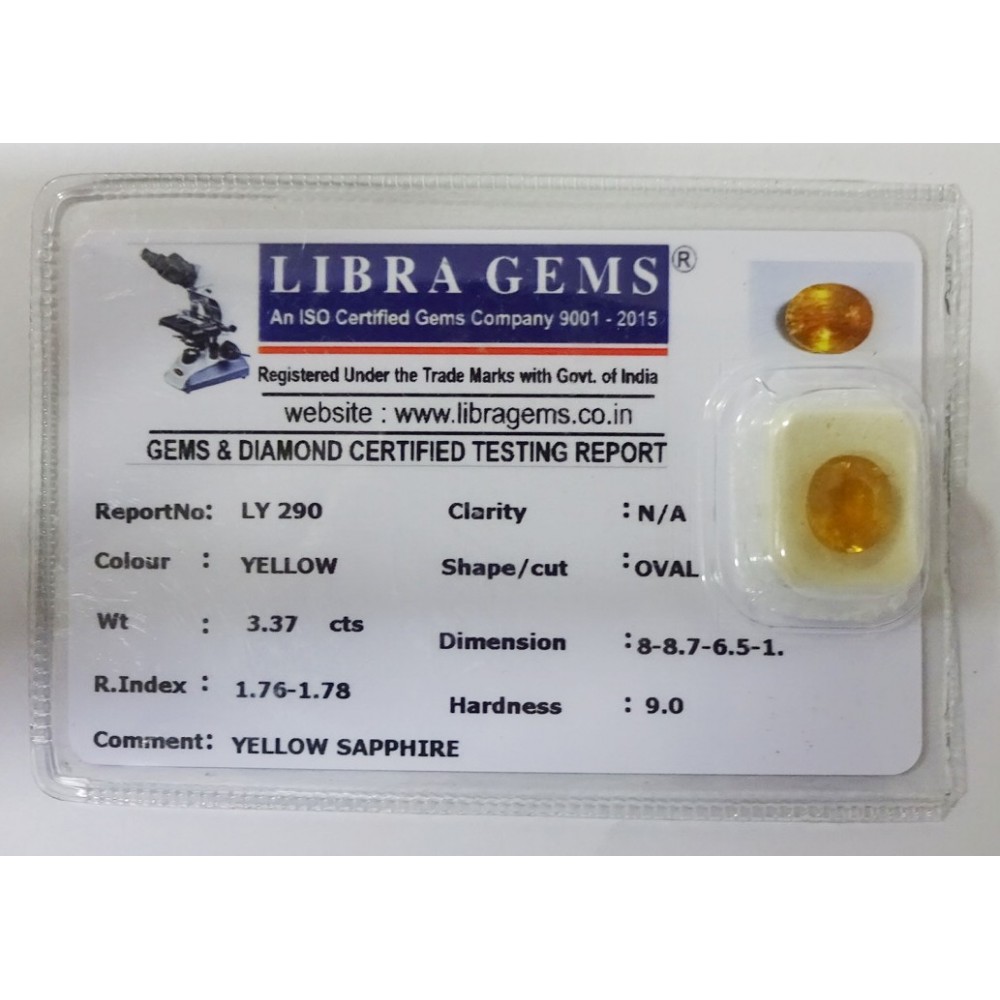 LIBRA GEMS ®
An ISO Certified Gems Company 9001 - 2015
Registered Under the Trade Marks with Govt. of India
website : www.libragems.co.in
GEMS & DIAMOND CERTIFIED TESTING REPORT
ReportNo: LY 290 Clarity : N/A
Colour : YELLOW Shape/cut : OVAL
Wt : 3.37 cts Dimension : 8-8.7-6.5-1.
R.Index : 1.76-1.78 Hardness : 9.0
Comment: YELLOW SAPPHIRE